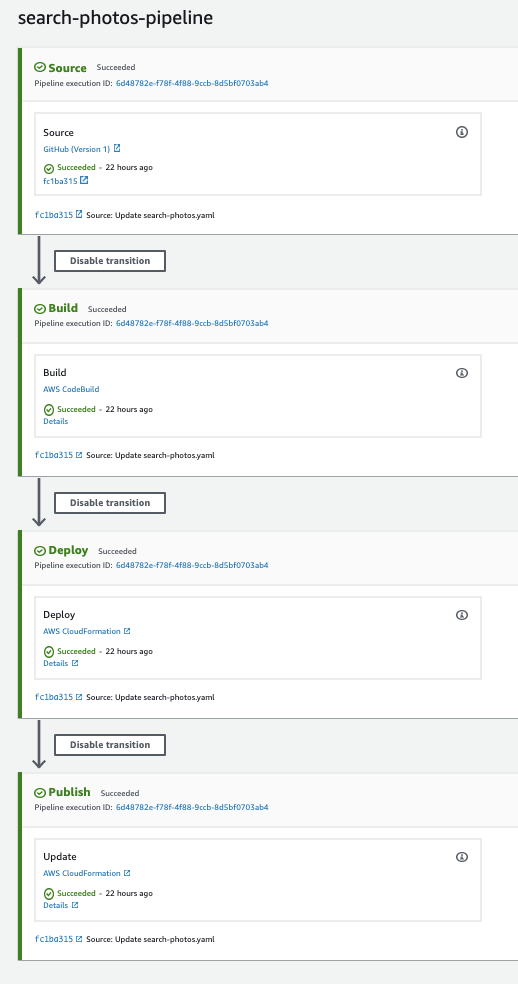 search-photos-pipeline
Source Succeeded
Pipeline execution ID: 6d48782e-f78f-4f88-9ccb-8d5bf0703ab4
Source
GitHub (Version 1)
Succeeded - 22 hours ago
fc1ba315
fc1ba315 Source: Update search-photos.yaml
Disable transition
Build Succeeded
Pipeline execution ID: 6d48782e-f78f-4f88-9ccb-8d5bf0703ab4
Build
AWS CodeBuild
Succeeded - 22 hours ago
Details
fc1ba315 Source: Update search-photos.yaml
Disable transition
Deploy Succeeded
Pipeline execution ID: 6d48782e-f78f-4f88-9ccb-8d5bf0703ab4
Deploy
AWS CloudFormation
Succeeded - 22 hours ago
Details
fc1ba315 Source: Update search-photos.yaml
Disable transition
Publish Succeeded
Pipeline execution ID: 6d48782e-f78f-4f88-9ccb-8d5bf0703ab4
Update
AWS CloudFormation
Succeeded - 22 hours ago
Details
fc1ba315 Source: Update search-photos.yaml